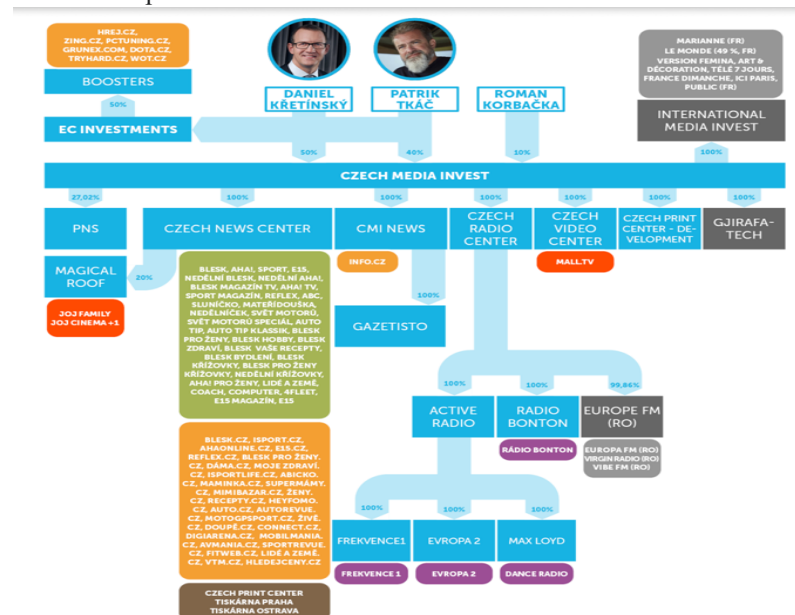 HREJ.CZ,
ZING.CZ, PCTUNING.CZ,
GRUNEX.COM, DOTA.CZ,
TRYHARD.CZ, WOT.CZ
BOOSTERS
50%
EC INVESTMENTS
DANIEL
KŘETÍNSKÝ
PATRIK
TKÁČ
ROMAN
KORBAČKA
MARIANNE (FR)
LE MONDE (49 %, FR)
VERSION FEMINA, ART &
DÉCORATION, TÉLÉ 7 JOURS,
FRANCE DIMANCHE, ICI PARIS,
PUBLIC (FR)
INTERNATIONAL
MEDIA INVEST
50%
40%
10%
100%
CZECH MEDIA INVEST
27,02%
100%
100%
100%
100%
100%
100%
PNS
CZECH NEWS CENTER
CMI NEWS
CZECH
RADIO
CENTER
CZECH
VIDEO
CENTER
CZECH PRINT
CENTER - DE-
VELOPMENT
GJIRAFA-
TECH
MAGICAL
ROOF
20%
INFO.CZ
MALL.TV
JOJ FAMILY
JOJ CINEMA +1
BLESK, AHA!, SPORT, E15,
NEDĚLNÍ BLESK, NEDĚLNÍ AHA!,
BLESK MAGAZÍN TV, AHA! TV,
SPORT MAGAZÍN, REFLEX, ABC,
SLUNÍČKO, MATEŘÍDOUŠKA,
NEDĚLNÍČEK, SVĚT MOTORŮ,
SVĚT MOTORŮ SPECIÁL, AUTO
TIP, AUTO TIP KLASSIK, BLESK
PRO ŽENY, BLESK HOBBY, BLESK
ZDRAVÍ, BLESK VAŠE RECEPTY,
BLESK BYDLENÍ, BLESK
KŘÍŽOVKY, BLESK PRO ŽENY
KŘÍŽOVKY, NEDĚLNÍ KŘÍŽOVKY,
AHA! PRO ŽENY, LIDÉ A ZEMĚ,
COACH, COMPUTER, 4FLEET,
E15 MAGAZÍN, E15
100%
GAZETISTO
100%
100%
99,86%
ACTIVE
RADIO
RADIO
BONTON
EUROPE FM
(RO)
RÁDIO BONTON
EUROPA FM (RO)
VIRGIN RADIO (RO)
VIBE FM (RO)
BLESK.CZ, ISPORT.CZ,
AHAONLINE.CZ, E15.CZ,
REFLEX.CZ, BLESK PRO ŽENY.
CZ, DÁMA.CZ, MOJE ZDRAVÍ.
CZ, ISPORTLIFE.CZ, ABICKO.
CZ, MAMINKA.CZ, SUPERMÁMY.
CZ, MIMIBAZAR.CZ, ŽENY.
CZ, RECEPTY.CZ, HEYFOMO.
CZ, AUTO.CZ, AUTOREVUE.
CZ, MOTOGPSPORT.CZ, ŽIVĚ.
CZ, DOUPĚ.CZ, CONNECT.CZ,
DIGIARENA.CZ, MOBILMANIA.
CZ, AVMANIA.CZ, SPORTREVUE.
CZ, FITWEB.CZ, LIDÉ A ZEMĚ.
CZ, VTM.CZ, HLEDEJCENY.CZ
100%
100%
100%
FREKVENCE1
EVROPA 2
MAX LOYD
FREKVENCE 1
EVROPA 2
DANCE RADIO
CZECH PRINT CENTER
TISKÁRNA PRAHA
TISKÁRNA OSTRAVA